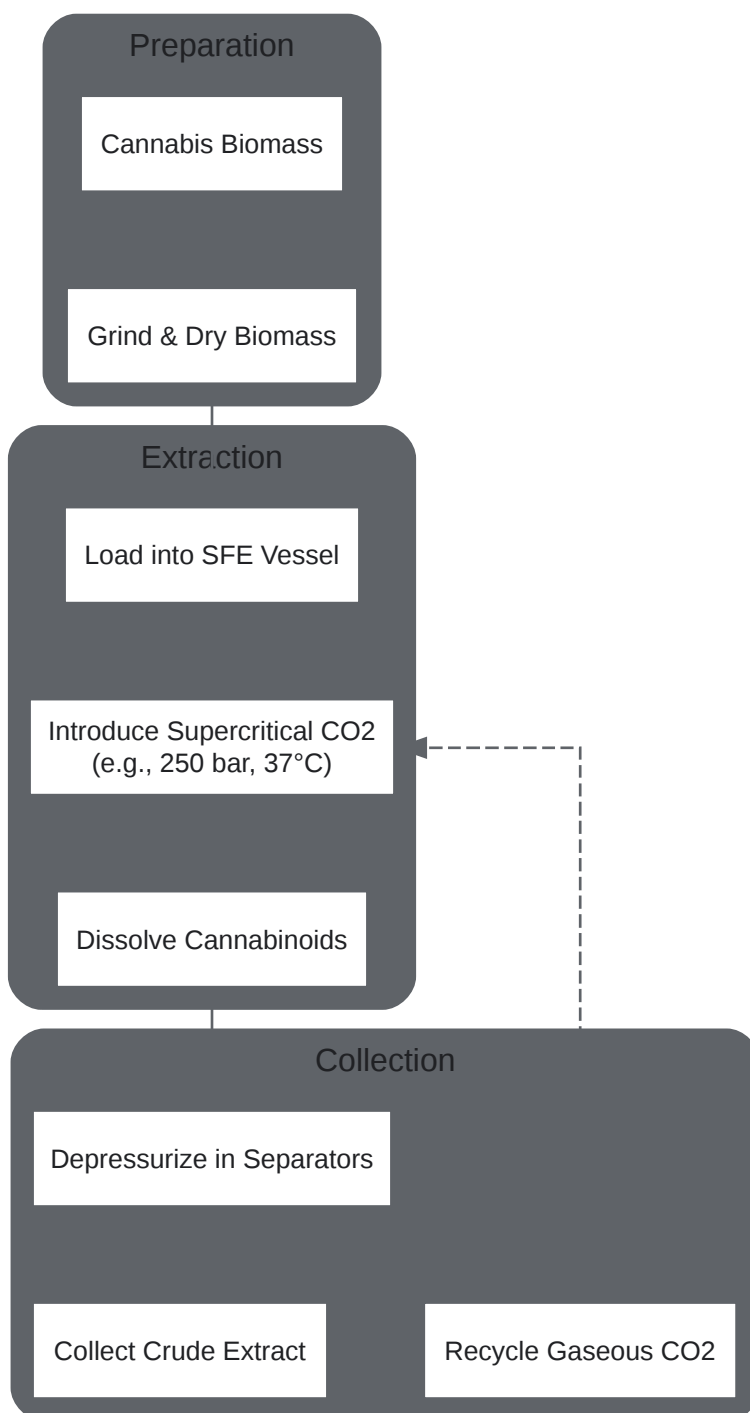 Preparation
Cannabis Biomass
Grind & Dry Biomass
Extraction
Load into SFE Vessel
Introduce Supercritical CO2
(e.g., 250 bar, 37°C)
Dissolve Cannabinoids
Collection
Depressurize in Separators
Collect Crude Extract
Recycle Gaseous CO2